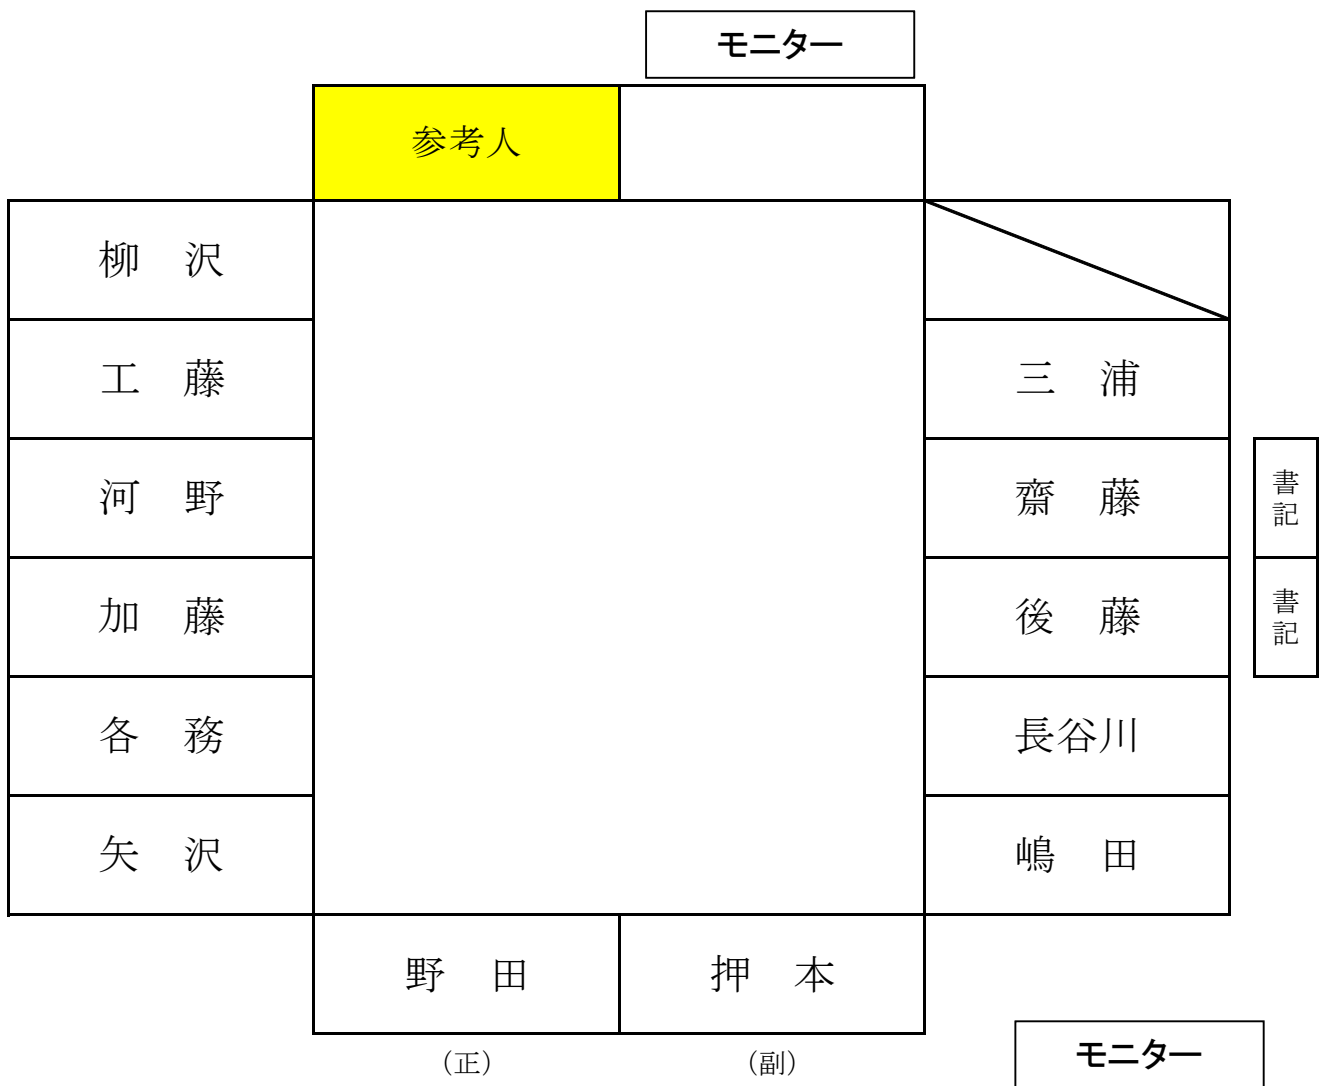 モニター
参考人
柳　沢
工　藤
三　浦
河　野
齋　藤
書記
加　藤
後　藤
書記
各　務
長谷川
矢　沢
嶋　田
野　田
押　本
（正）
（副）
モニター